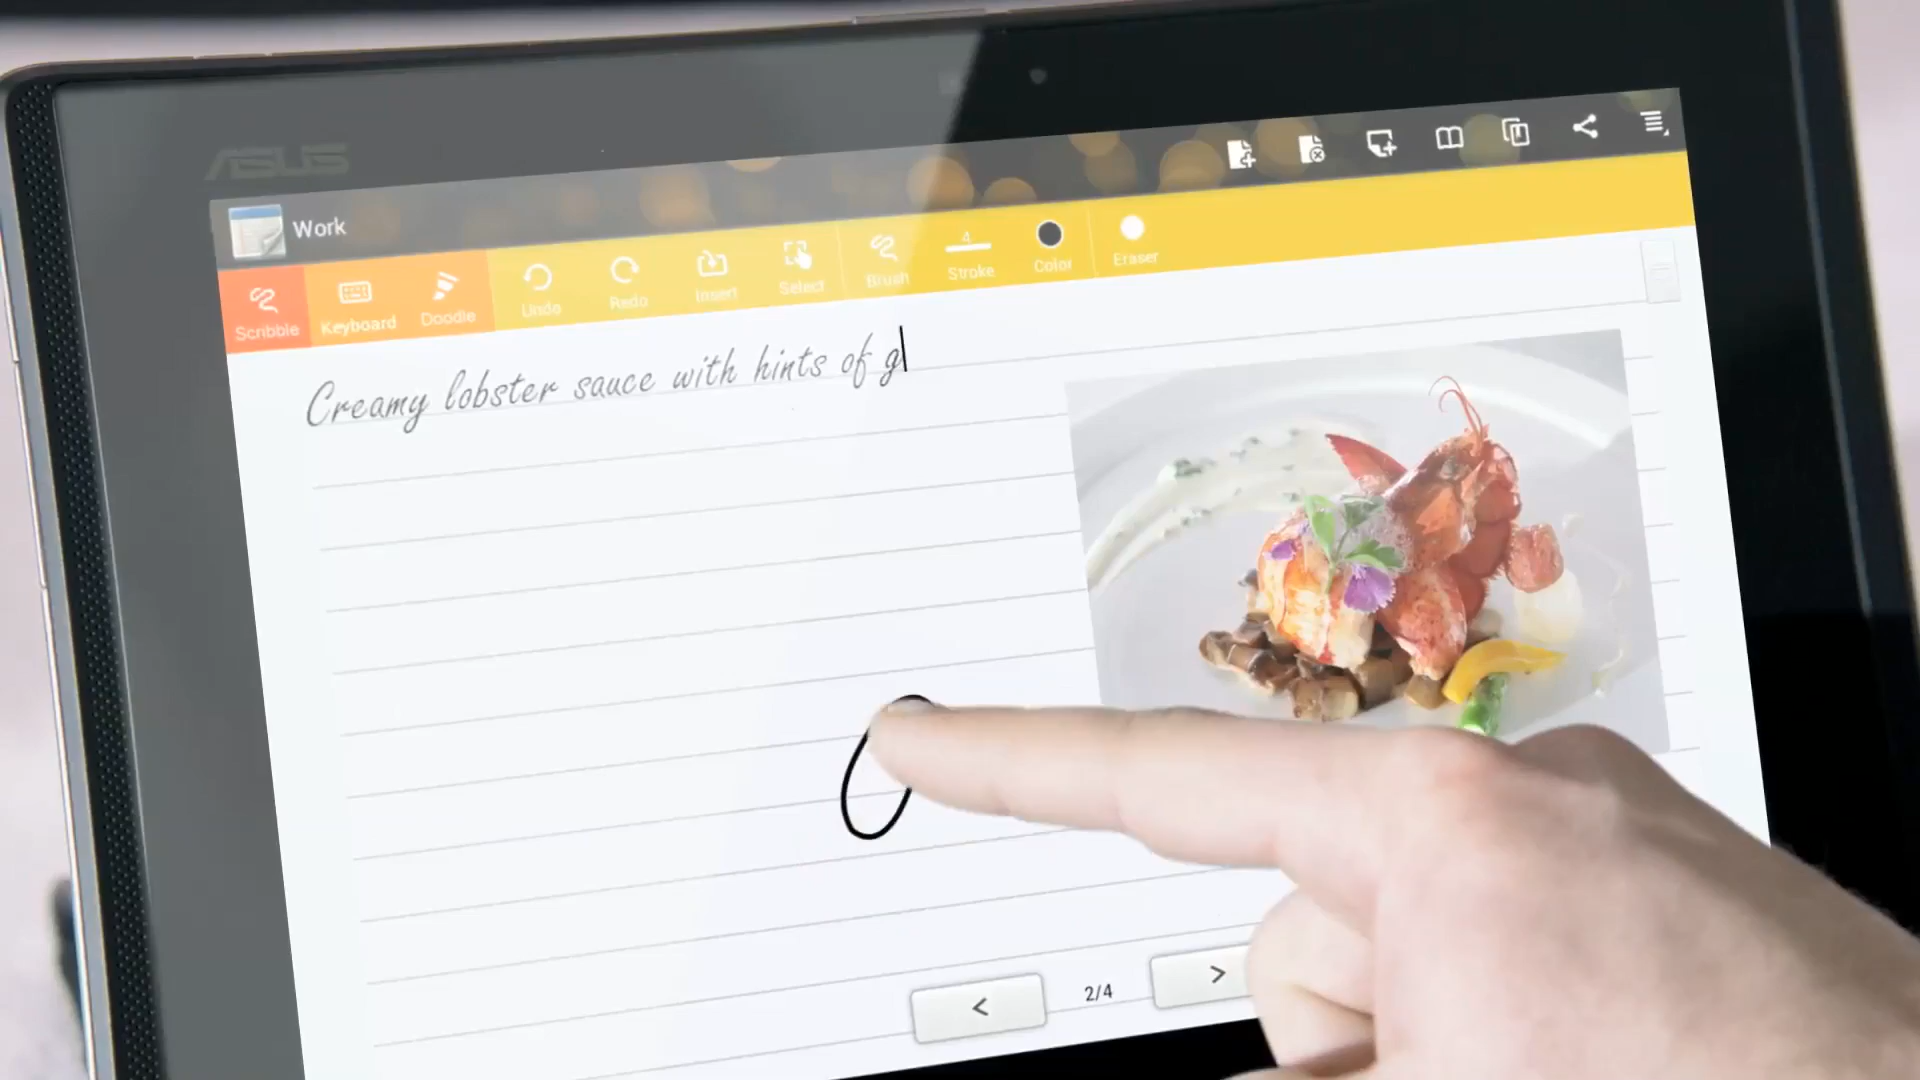 ASUS
Work
Scribble
Keyboard
Doodle
Undo
Redo
Insert
Select
Brush
4
Stroke
Color
Eraser
Creamy lobster sauce with hints of g
<
2/4
>